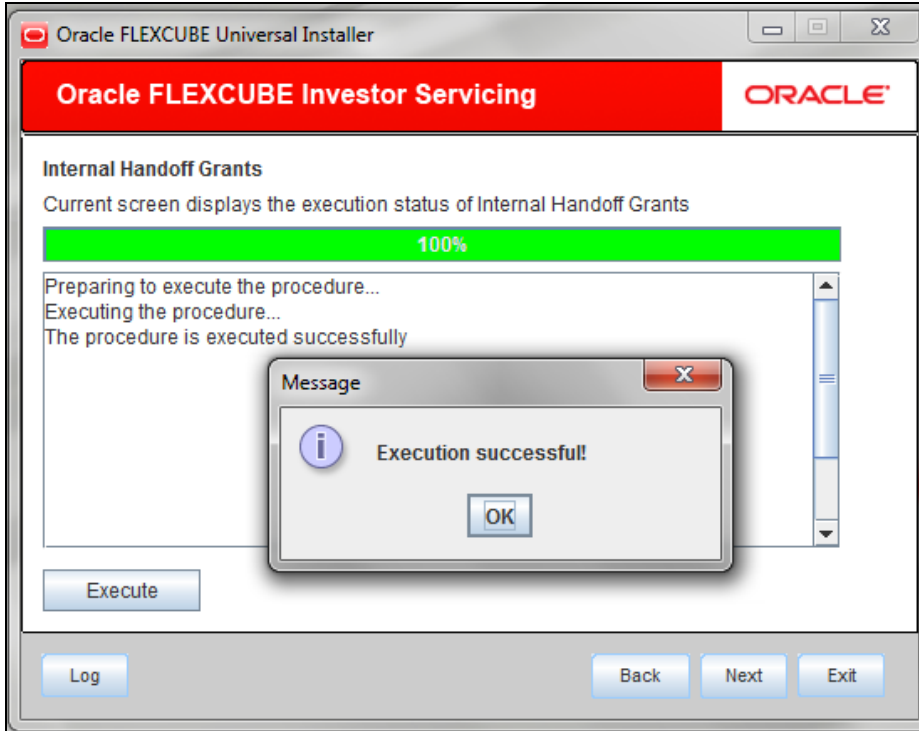 Oracle FLEXCUBE Universal Installer
Oracle FLEXCUBE Investor Servicing
ORACLE
Internal Handoff Grants
Current screen displays the execution status of Internal Handoff Grants
100%
Preparing to execute the procedure...
Executing the procedure...
The procedure is executed successfully
Message
i
Execution successful!
OK
Execute
Log
Back
Next
Exit